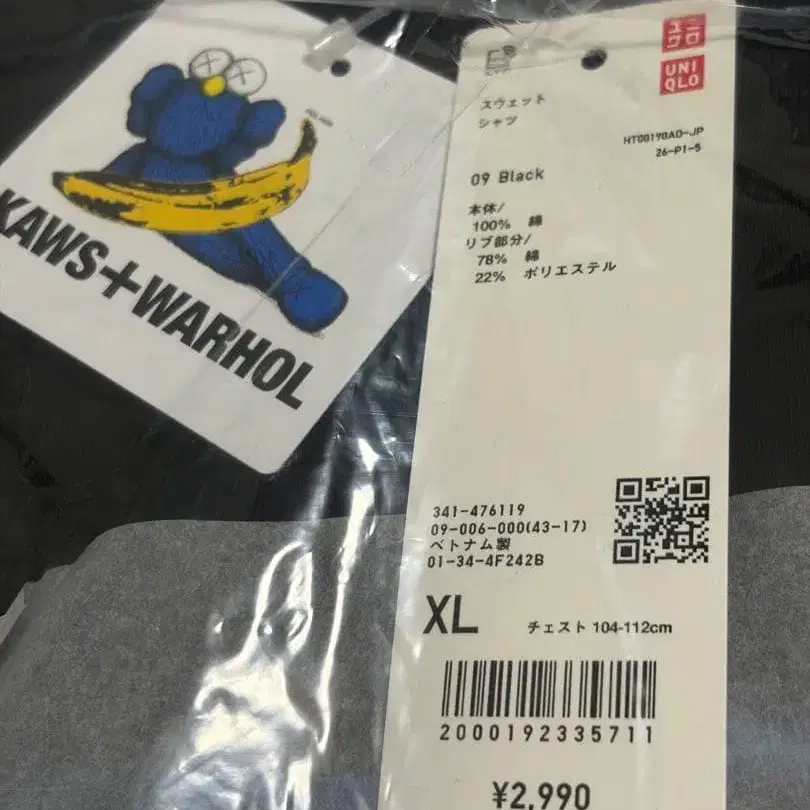 KAWS+WARHOL
ユニ
クロ
UNI
QLO
スウェット
シャツ
HT00190AD-JP
26-P1-S
09 Black
本体/
100% 綿
リブ部分/
78% 綿
22% ポリエステル
341-476119
09-006-000(43-17)
ベトナム製
01-34-4F242B
XL チェスト 104-112cm
2000192335711
¥2,990